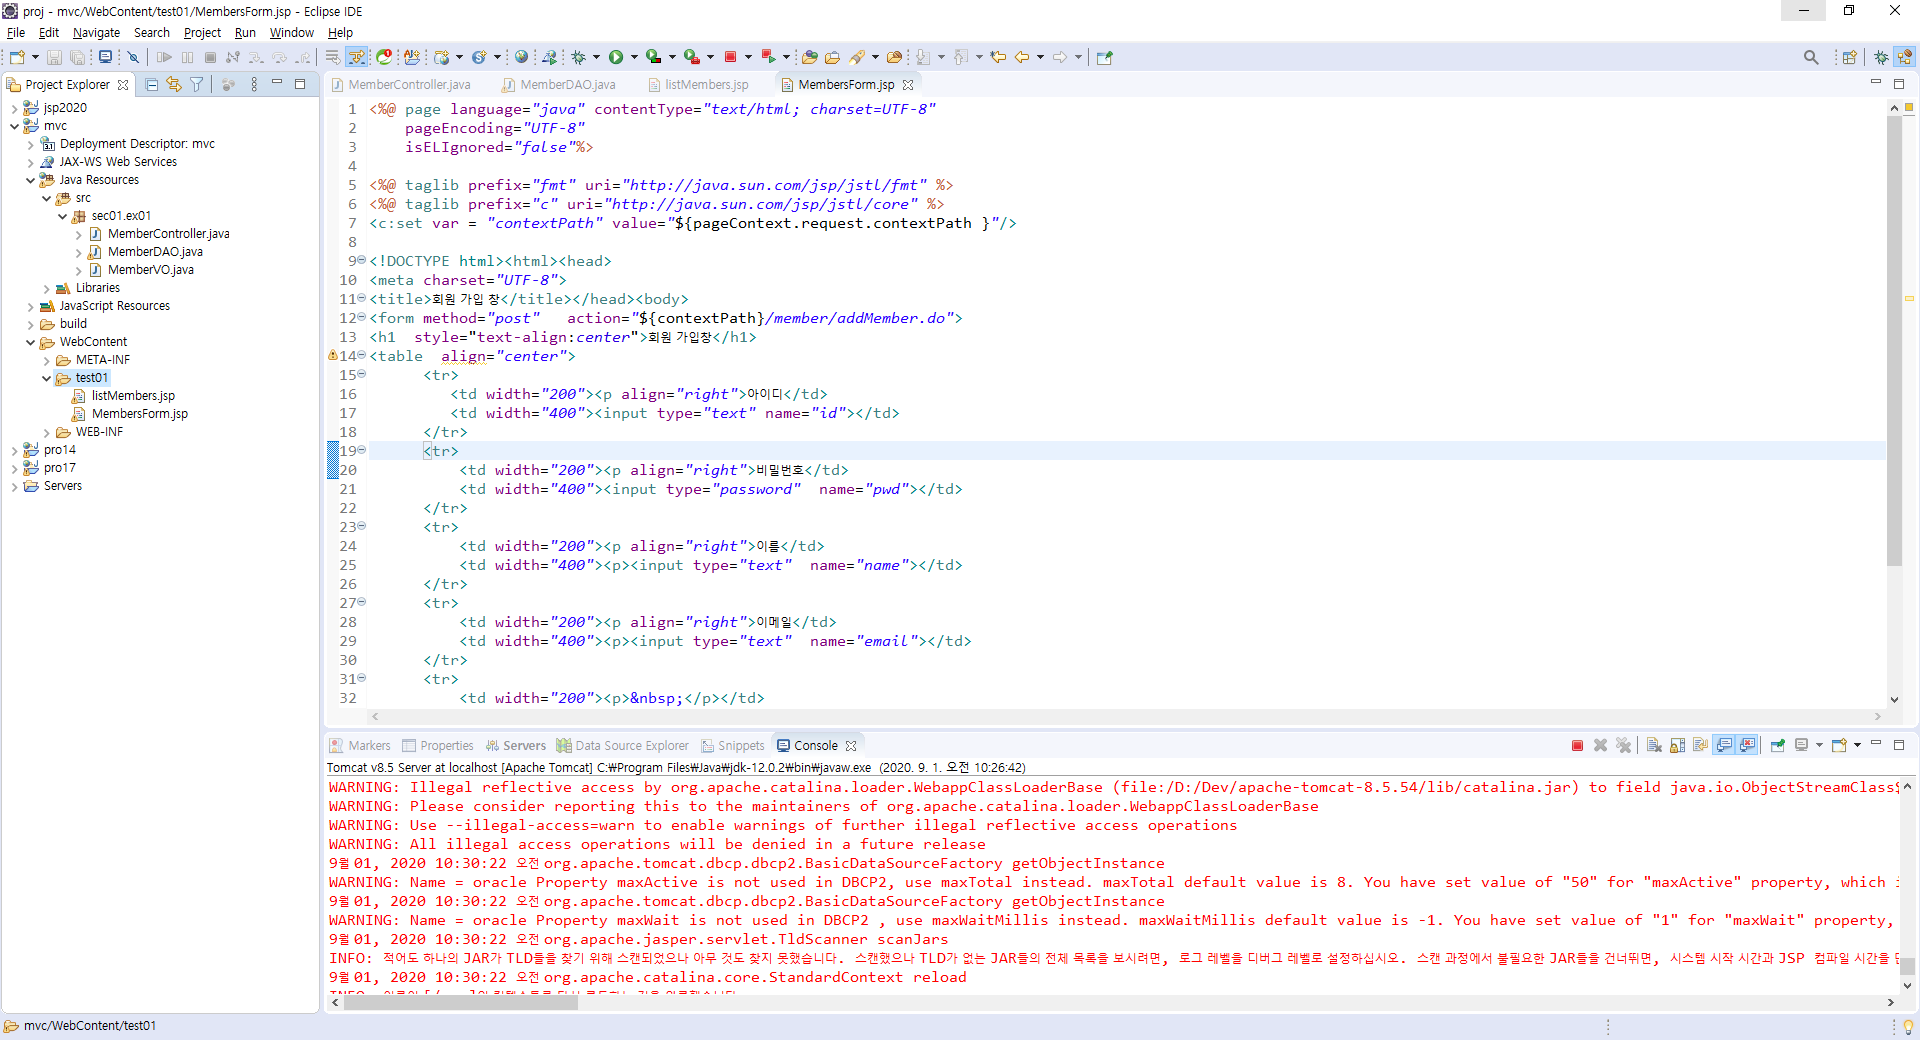 proj - mvc/WebContent/test01/MembersForm.jsp - Eclipse IDE
File Edit Navigate Search Project Run Window Help
Project Explorer
jsp2020
mvc
Deployment Descriptor: mvc
JAX-WS Web Services
Java Resources
src
sec01.ex01
MemberController.java
MemberDAO.java
MemberVO.java
Libraries
JavaScript Resources
build
WebContent
META-INF
test01
listMembers.jsp
MembersForm.jsp
WEB-INF
pro14
pro17
Servers
MemberController.java MemberDAO.java listMembers.jsp MembersForm.jsp
1 <%@ page language="java" contentType="text/html; charset=UTF-8"
2 pageEncoding="UTF-8"
3 isELIgnored="false"%>
4
5 <%@ taglib prefix="fmt" uri="http://java.sun.com/jsp/jstl/fmt" %>
6 <%@ taglib prefix="c" uri="http://java.sun.com/jsp/jstl/core" %>
7 <c:set var = "contextPath" value="${pageContext.request.contextPath }"/>
8
9 <!DOCTYPE html><html><head>
10 <meta charset="UTF-8">
11 <title>회원 가입 창</title></head><body>
12 <form method="post" action="${contextPath}/member/addMember.do">
13 <h1 style="text-align:center">회원 가입창</h1>
14 <table align="center">
15 <tr>
16 <td width="200"><p align="right">아이디</td>
17 <td width="400"><input type="text" name="id"></td>
18 </tr>
19 <tr>
20 <td width="200"><p align="right">비밀번호</td>
21 <td width="400"><input type="password" name="pwd"></td>
22 </tr>
23 <tr>
24 <td width="200"><p align="right">이름</td>
25 <td width="400"><p><input type="text" name="name"></td>
26 </tr>
27 <tr>
28 <td width="200"><p align="right">이메일</td>
29 <td width="400"><p><input type="text" name="email"></td>
30 </tr>
31 <tr>
32 <td width="200"><p>&nbsp;</p></td>
Markers Properties Servers Data Source Explorer Snippets Console
Tomcat v8.5 Server at localhost [Apache Tomcat] C:₩Program Files₩Java₩jdk-12.0.2₩bin₩javaw.exe (2020. 9. 1. 오전 10:26:42)
WARNING: Illegal reflective access by org.apache.catalina.loader.WebappClassLoaderBase (file:/D:/Dev/apache-tomcat-8.5.54/lib/catalina.jar) to field java.io.ObjectStreamClass$
WARNING: Please consider reporting this to the maintainers of org.apache.catalina.loader.WebappClassLoaderBase
WARNING: Use --illegal-access=warn to enable warnings of further illegal reflective access operations
WARNING: All illegal access operations will be denied in a future release
9월 01, 2020 10:30:22 오전 org.apache.tomcat.dbcp.dbcp2.BasicDataSourceFactory getObjectInstance
WARNING: Name = oracle Property maxActive is not used in DBCP2, use maxTotal instead. maxTotal default value is 8. You have set value of "50" for "maxActive" property, which i
9월 01, 2020 10:30:22 오전 org.apache.tomcat.dbcp.dbcp2.BasicDataSourceFactory getObjectInstance
WARNING: Name = oracle Property maxWait is not used in DBCP2 , use maxWaitMillis instead. maxWaitMillis default value is -1. You have set value of "1" for "maxWait" property,
9월 01, 2020 10:30:22 오전 org.apache.jasper.servlet.TldScanner scanJars
INFO: 적어도 하나의 JAR가 TLD들을 찾기 위해 스캔되었으나 아무 것도 찾지 못했습니다. 스캔했으나 TLD가 없는 JAR들의 전체 목록을 보시려면, 로그 레벨을 디버그 레벨로 설정하십시오. 스캔 과정에서 불필요한 JAR들을 건너뛰면, 시스템 시작 시간과 JSP 컴파일 시간을
9월 01, 2020 10:30:22 오전 org.apache.catalina.core.StandardContext reload
mvc/WebContent/test01